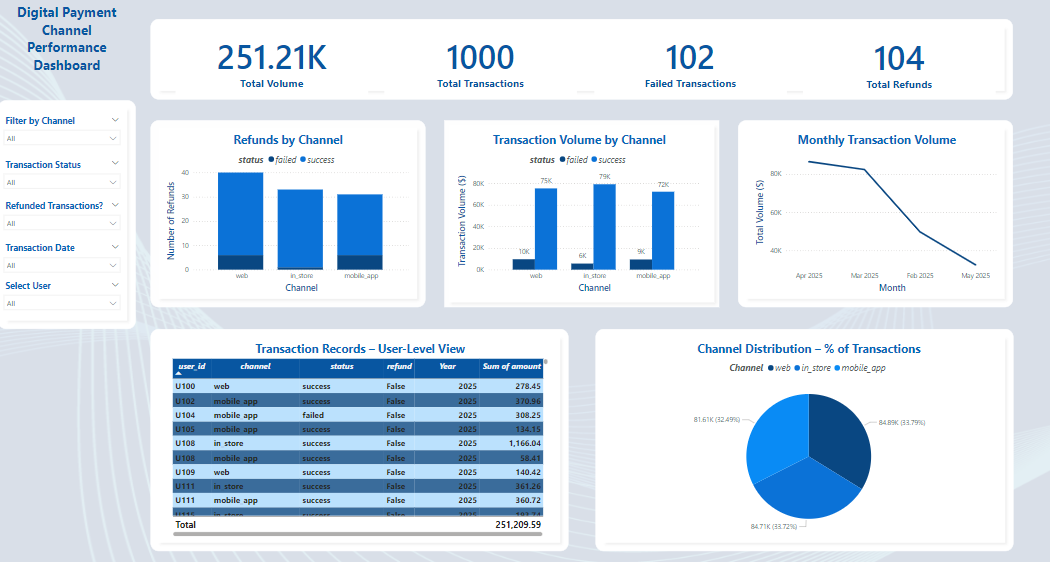 Digital Payment
Channel
Performance
Dashboard
251.21K
Total Volume
1000
Total Transactions
102
Failed Transactions
104
Total Refunds
Filter by Channel
All
Transaction Status
All
Refunded Transactions?
All
Transaction Date
All
Select User
All
Refunds by Channel
status failed success
Number of Refunds
40
30
20
10
0
web in_store mobile_app
Channel
Transaction Volume by Channel
status failed success
Transaction Volume ($)
80K
60K
40K
20K
0K
10K 75K 6K 79K 9K 72K
web in_store mobile_app
Channel
Monthly Transaction Volume
Total Volume ($)
80K
60K
40K
Apr 2025 Mar 2025 Feb 2025 May 2025
Month
Transaction Records – User-Level View
user_id channel status refund Year Sum of amount
U100 web success False 2025 278.45
U102 mobile_app success False 2025 370.96
U104 mobile_app failed False 2025 308.25
U105 mobile_app success False 2025 134.15
U108 in_store success False 2025 1,166.04
U108 mobile_app success False 2025 58.41
U109 web success False 2025 140.42
U111 in_store success False 2025 361.26
U111 mobile_app success False 2025 360.72
in_store success False 2025
Total 251,209.59
Channel Distribution – % of Transactions
Channel web in_store mobile_app
81.61K (32.49%)
84.89K (33.79%)
84.71K (33.72%)